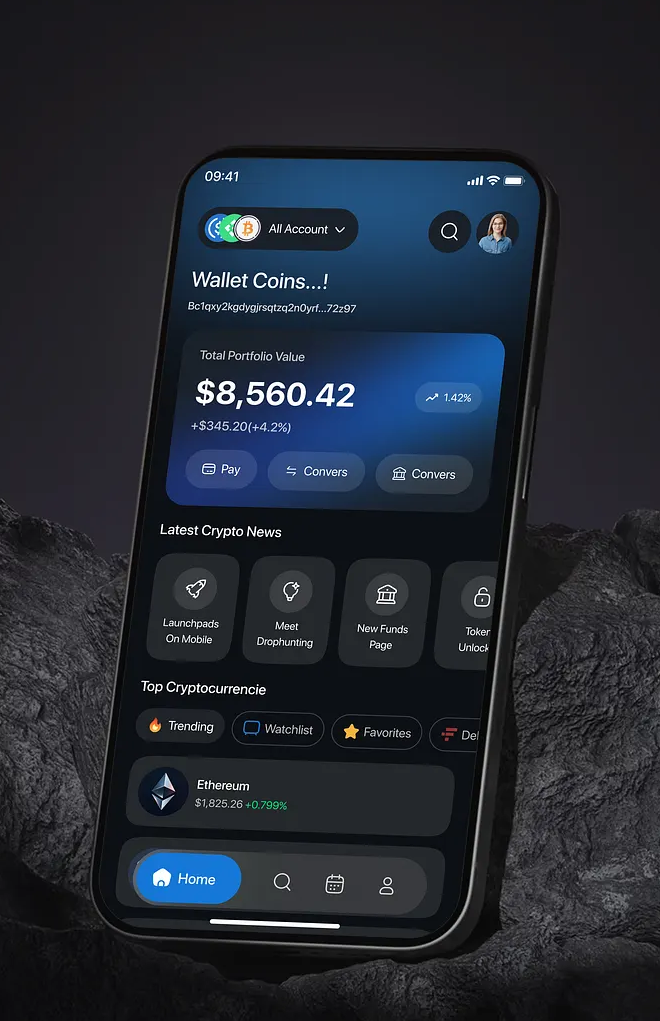 09:41
All Account
Wallet Coins...!
Bc1qxy2kgdygjrsqtzq2n0yrf...72z97
Total Portfolio Value
$8,560.42
1.42%
+$345.20(+4.2%)
Pay
Convers
Convers
Latest Crypto News
Launchpads
On Mobile
Meet
Drophunting
New Funds
Page
Token
Unlock
Top Cryptocurrencie
Trending
Watchlist
Favorites
De
Ethereum
$1,825.26 +0.799%
Home